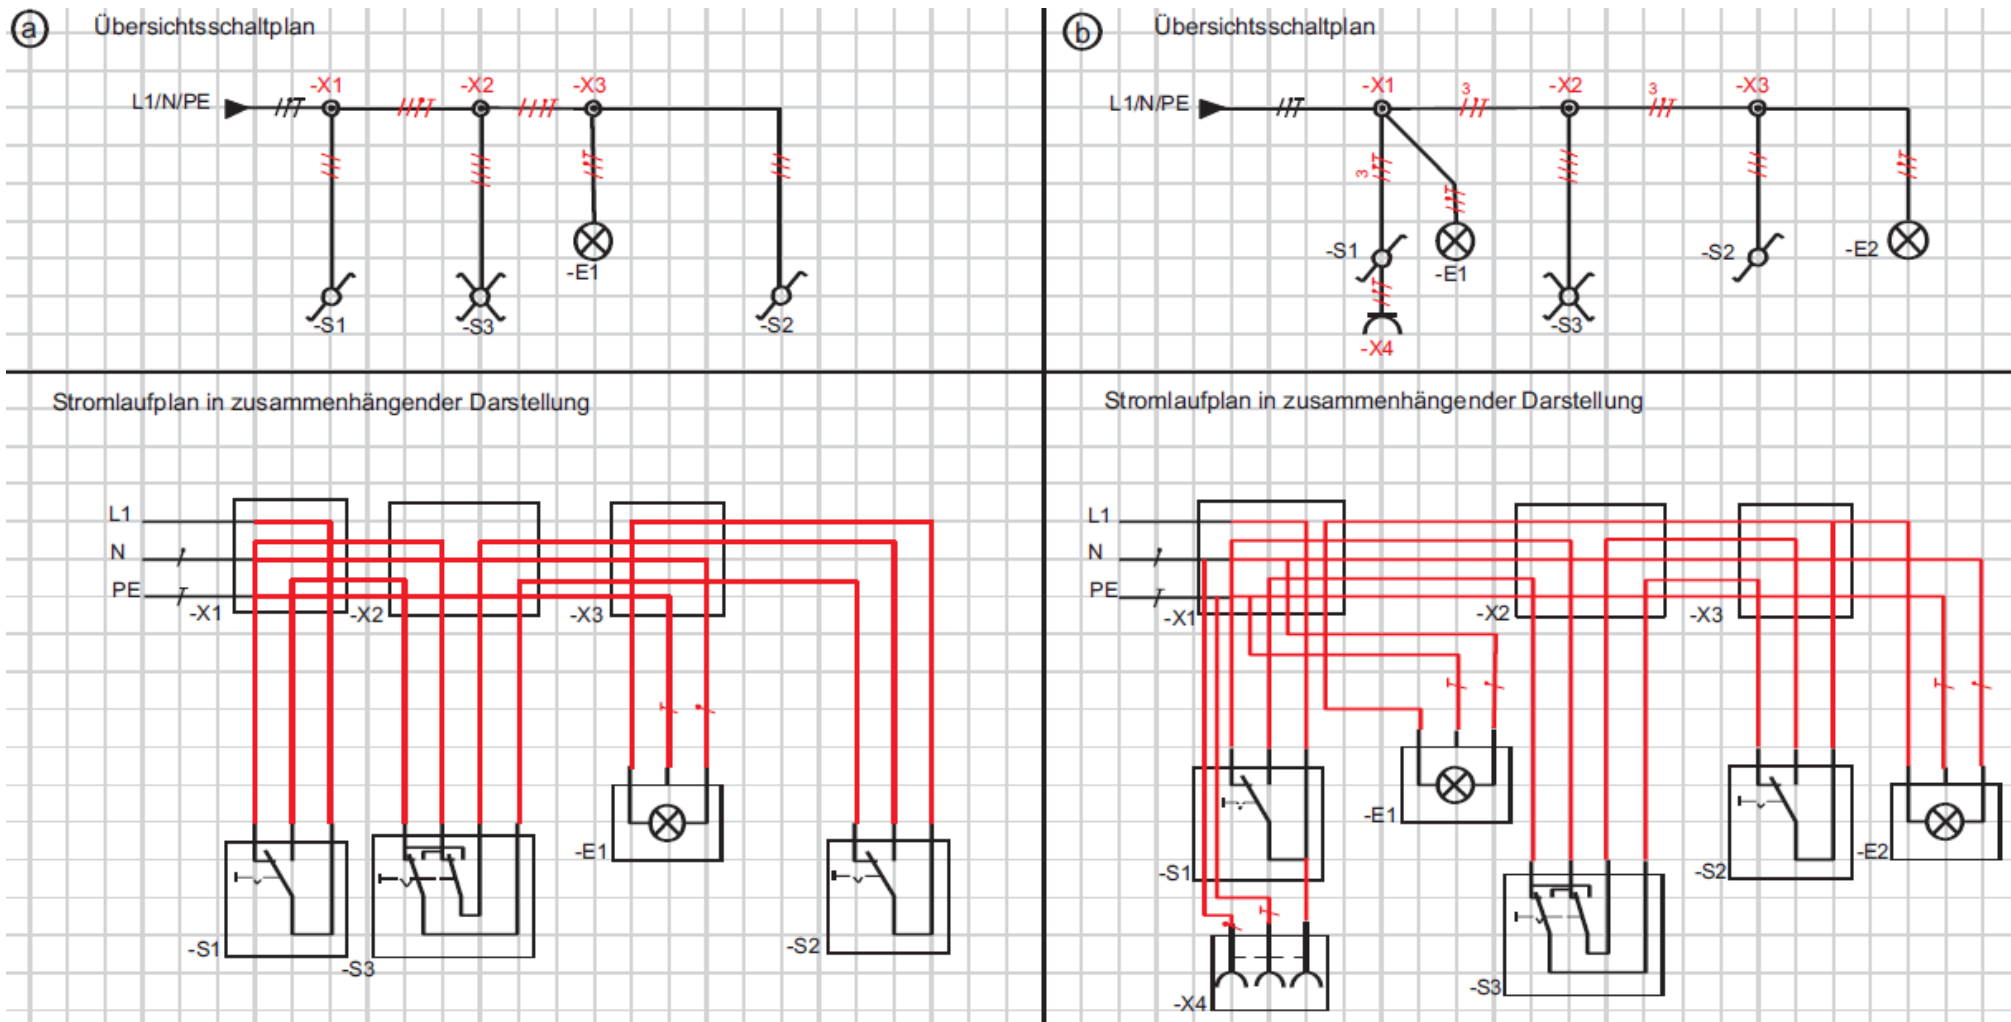 a Übersichtsschaltplan
-X1 -X2 -X3
L1/N/PE
-E1
-S1 -S3 -S2
Stromlaufplan in zusammenhängender Darstellung
L1
N
PE
-X1 -X2 -X3
-E1
-S1 -S3 -S2
b Übersichtsschaltplan
-X1 3 -X2 3 -X3
L1/N/PE
3
-S1 -E1 -S2 -E2
-S3
-X4
Stromlaufplan in zusammenhängender Darstellung
L1
N
PE
-X1 -X2 -X3
-E1
-S1 -S2 -E2
-X4 -S3